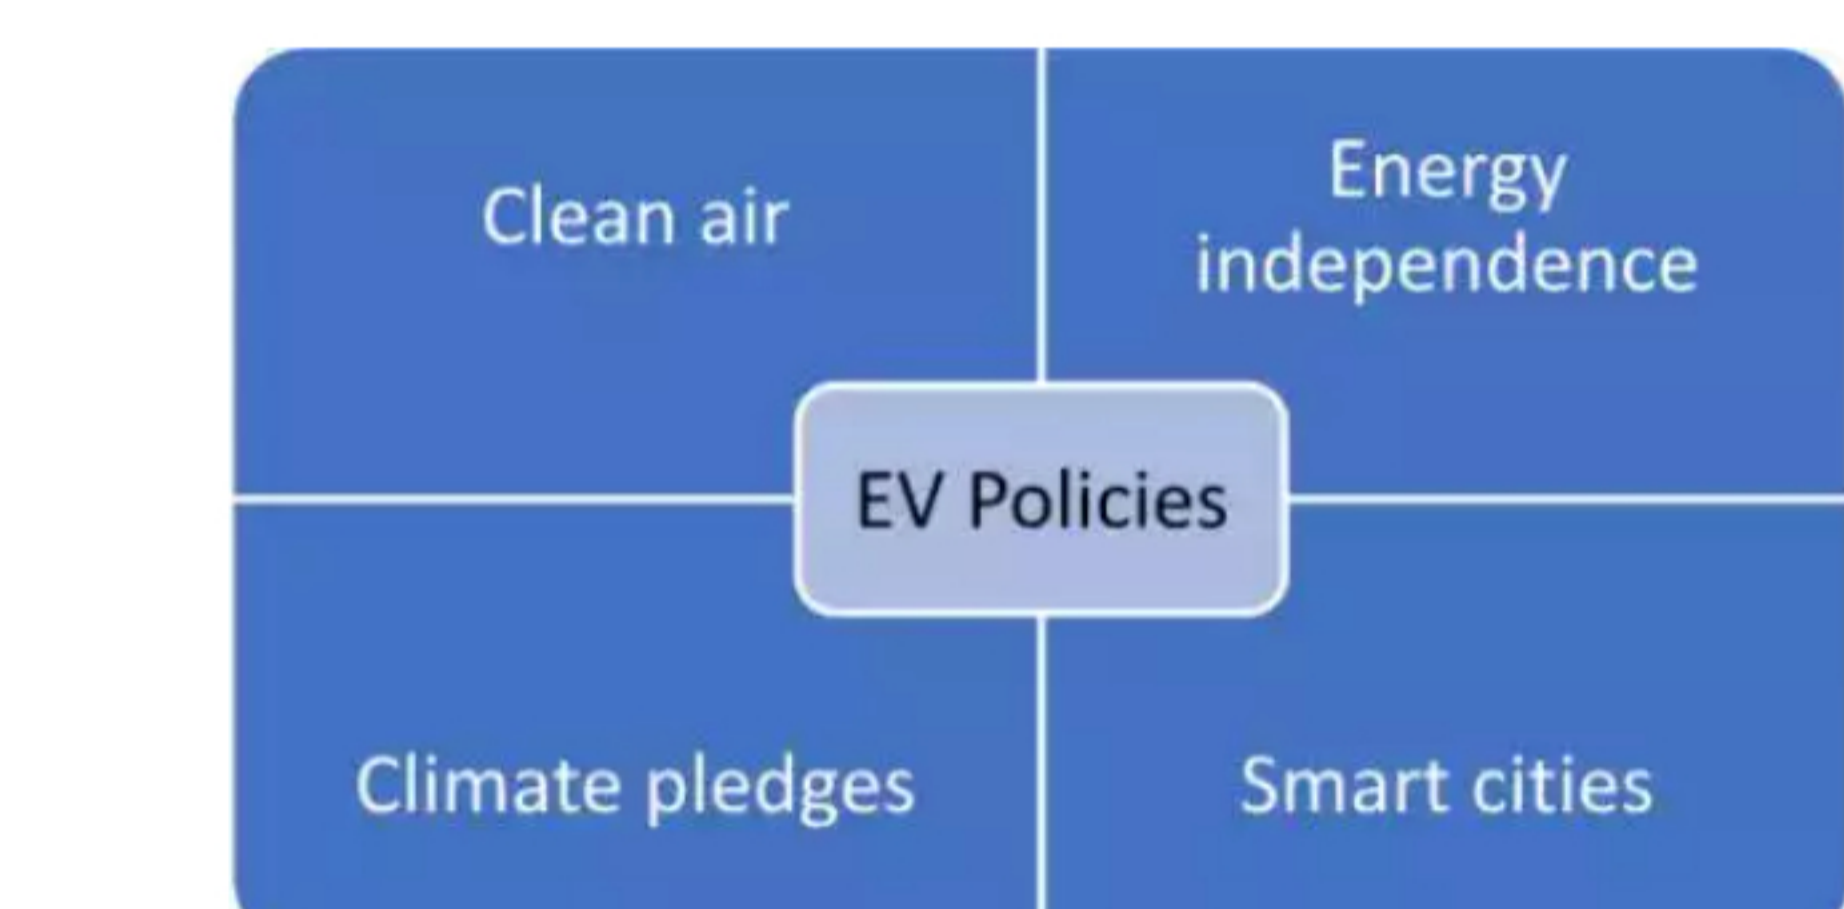 Clean air
Energy
independence
EV Policies
Climate pledges
Smart cities